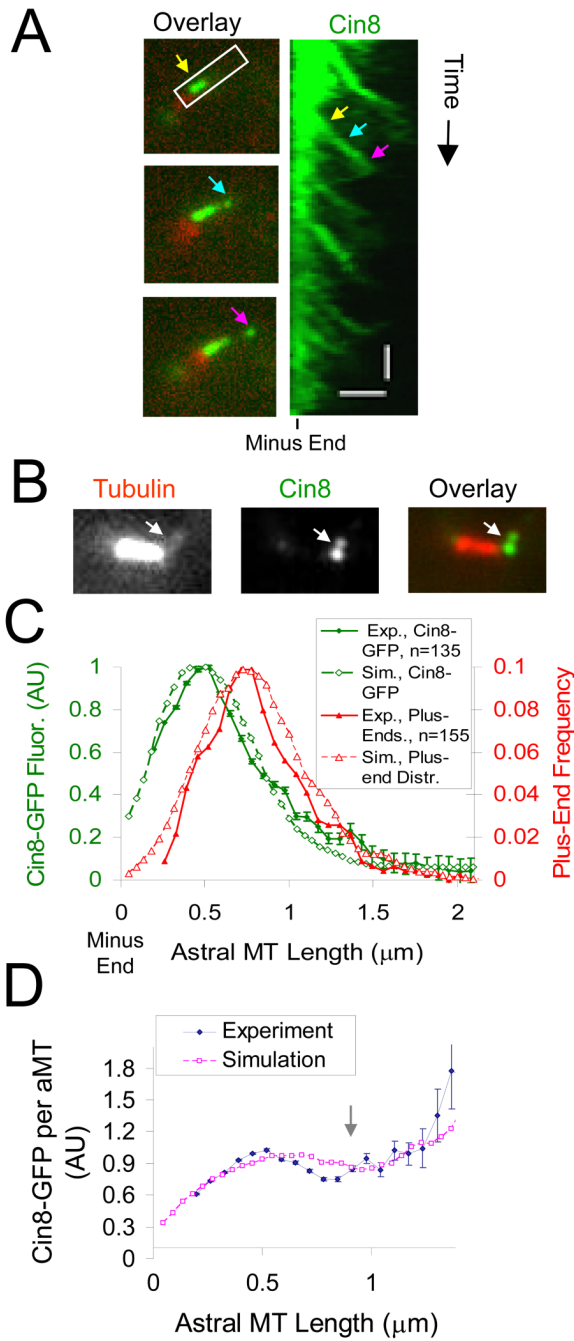 A
Overlay
Cin8
Time
Minus End
B
Tubulin
Cin8
Overlay
C
Exp., Cin8-
GFP, n=135
Sim., Cin8-
GFP
Exp., Plus-
Ends., n=155
Sim., Plus-
end Distr.
Cin8-GFP Fluor. (AU)
1
0.8
0.6
0.4
0.2
0
0.1
0.08
0.06
0.04
0.02
0
Plus-End Frequency
0
0.5
1
1.5
2
Minus
End
Astral MT Length (μm)
D
Experiment
Simulation
Cin8-GFP per aMT
(AU)
1.8
1.5
1.2
0.9
0.6
0.3
0
0
0.5
1
Astral MT Length (μm)